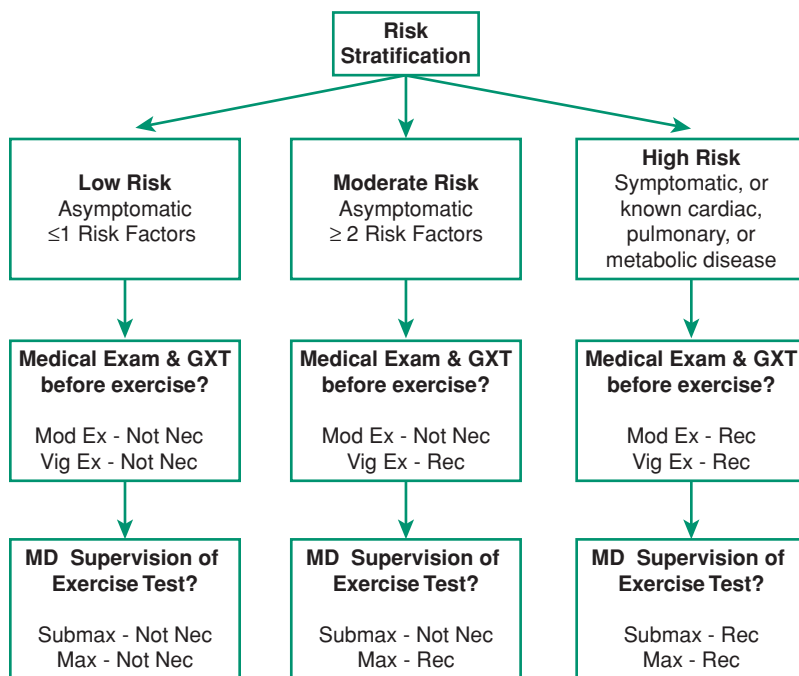 Risk
Stratification
Low Risk
Asymptomatic
≤1 Risk Factors
Moderate Risk
Asymptomatic
≥ 2 Risk Factors
High Risk
Symptomatic, or
known cardiac,
pulmonary, or
metabolic disease
Medical Exam & GXT
before exercise?
Mod Ex - Not Nec
Vig Ex - Not Nec
Medical Exam & GXT
before exercise?
Mod Ex - Not Nec
Vig Ex - Rec
Medical Exam & GXT
before exercise?
Mod Ex - Rec
Vig Ex - Rec
MD Supervision of
Exercise Test?
Submax - Not Nec
Max - Not Nec
MD Supervision of
Exercise Test?
Submax - Not Nec
Max - Rec
MD Supervision of
Exercise Test?
Submax - Rec
Max - Rec